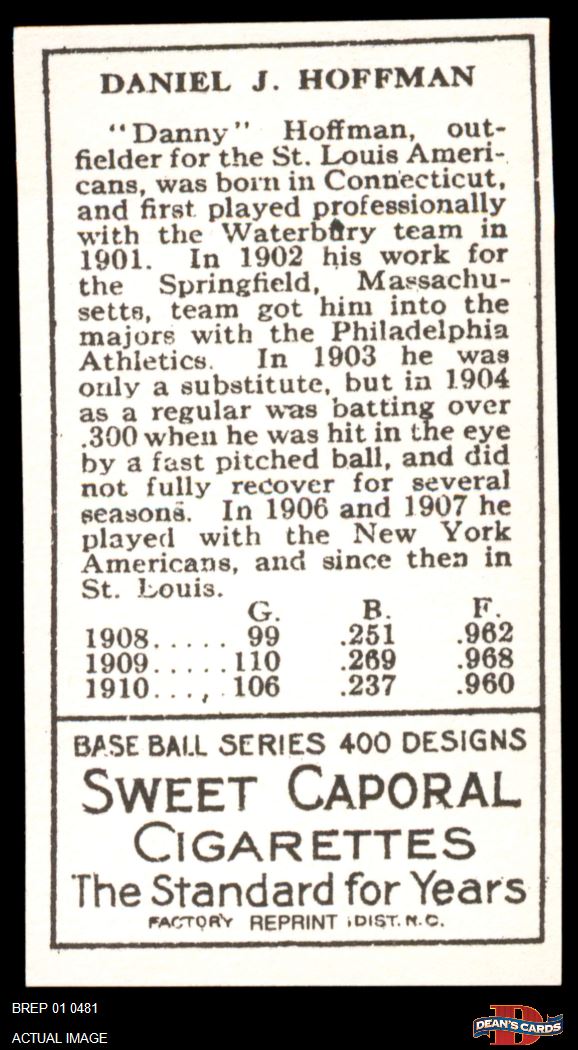 DANIEL J. HOFFMAN
"Danny" Hoffman, out-
fielder for the St. Louis Ameri-
cans, was born in Connecticut,
and first played professionally
with the Waterbury team in
1901. In 1902 his work for
the Springfield, Massachu-
setts, team got him into the
majors with the Philadelphia
Athletics. In 1903 he was
only a substitute, but in 1904
as a regular was batting over
.300 when he was hit in the eye
by a fast pitched ball, and did
not fully recover for several
seasons. In 1906 and 1907 he
played with the New York
Americans, and since then in
St. Louis.
G. B. F.
1908..... 99 .251 .962
1909..... 110 .269 .968
1910...., 106 .237 .960
BASE BALL SERIES 400 DESIGNS
SWEET CAPORAL
CIGARETTES
The Standard for Years
FACTORY REPRINT DIST. N.C.
BREP 01 0481
ACTUAL IMAGE
D
DEAN'S CARDS